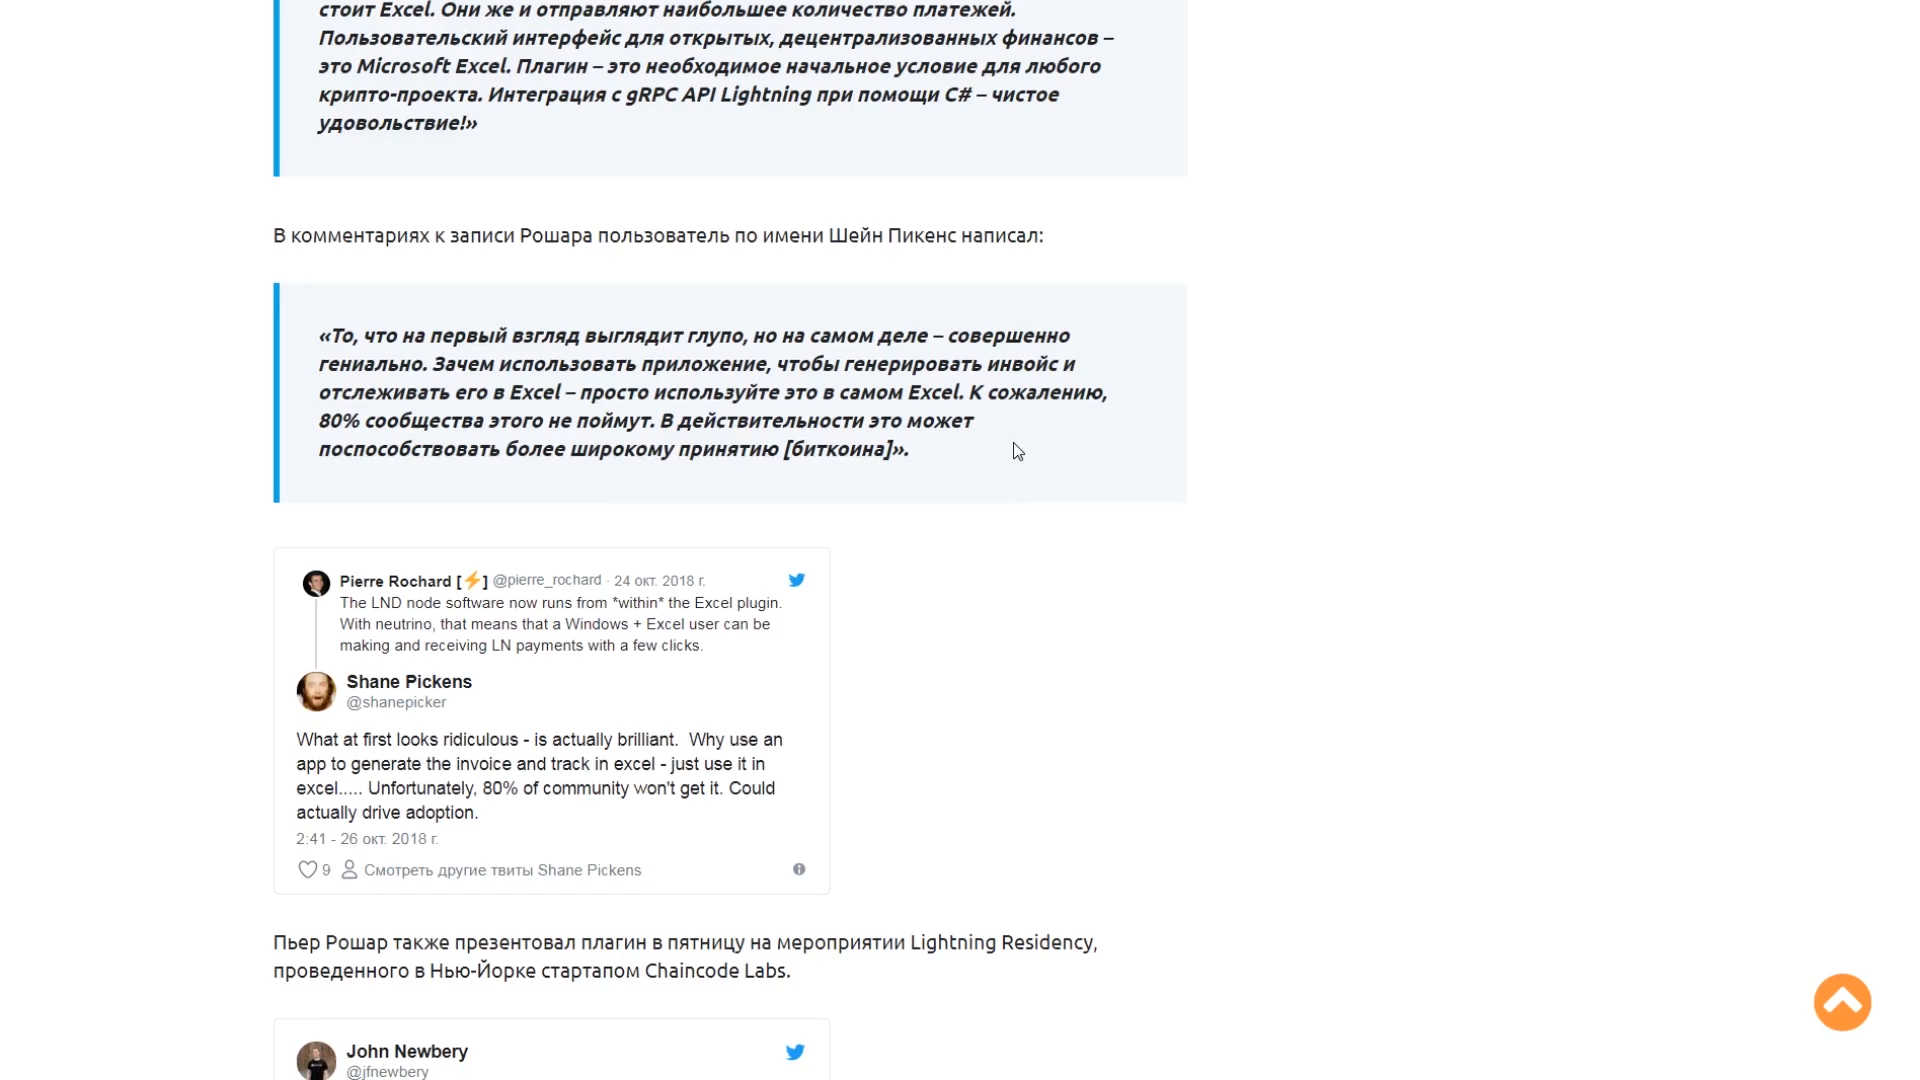 стоит Excel. Они же и отправляют наибольшее количество платежей.
Пользовательский интерфейс для открытых, децентрализованных финансов –
это Microsoft Excel. Плагин – это необходимое начальное условие для любого
крипто-проекта. Интеграция с gRPC API Lightning при помощи C# – чистое
удовольствие!»
В комментариях к записи Рошара пользователь по имени Шейн Пикенс написал:
«То, что на первый взгляд выглядит глупо, но на самом деле – совершенно
гениально. Зачем использовать приложение, чтобы генерировать инвойс и
отслеживать его в Excel – просто используйте это в самом Excel. К сожалению,
80% сообщества этого не поймут. В действительности это может
поспособствовать более широкому принятию [биткоина]».
Pierre Rochard [⚡] @pierre_rochard · 24 окт. 2018 г.
The LND node software now runs from *within* the Excel plugin.
With neutrino, that means that a Windows + Excel user can be
making and receiving LN payments with a few clicks.
Shane Pickens
@shanepicker
What at first looks ridiculous - is actually brilliant.  Why use an
app to generate the invoice and track in excel - just use it in
excel..... Unfortunately, 80% of community won't get it. Could
actually drive adoption.
2:41 - 26 окт. 2018 г.
9 Смотреть другие твиты Shane Pickens
Пьер Рошар также презентовал плагин в пятницу на мероприятии Lightning Residency,
проведенного в Нью-Йорке стартапом Chaincode Labs.
John Newbery
@jfnewbery